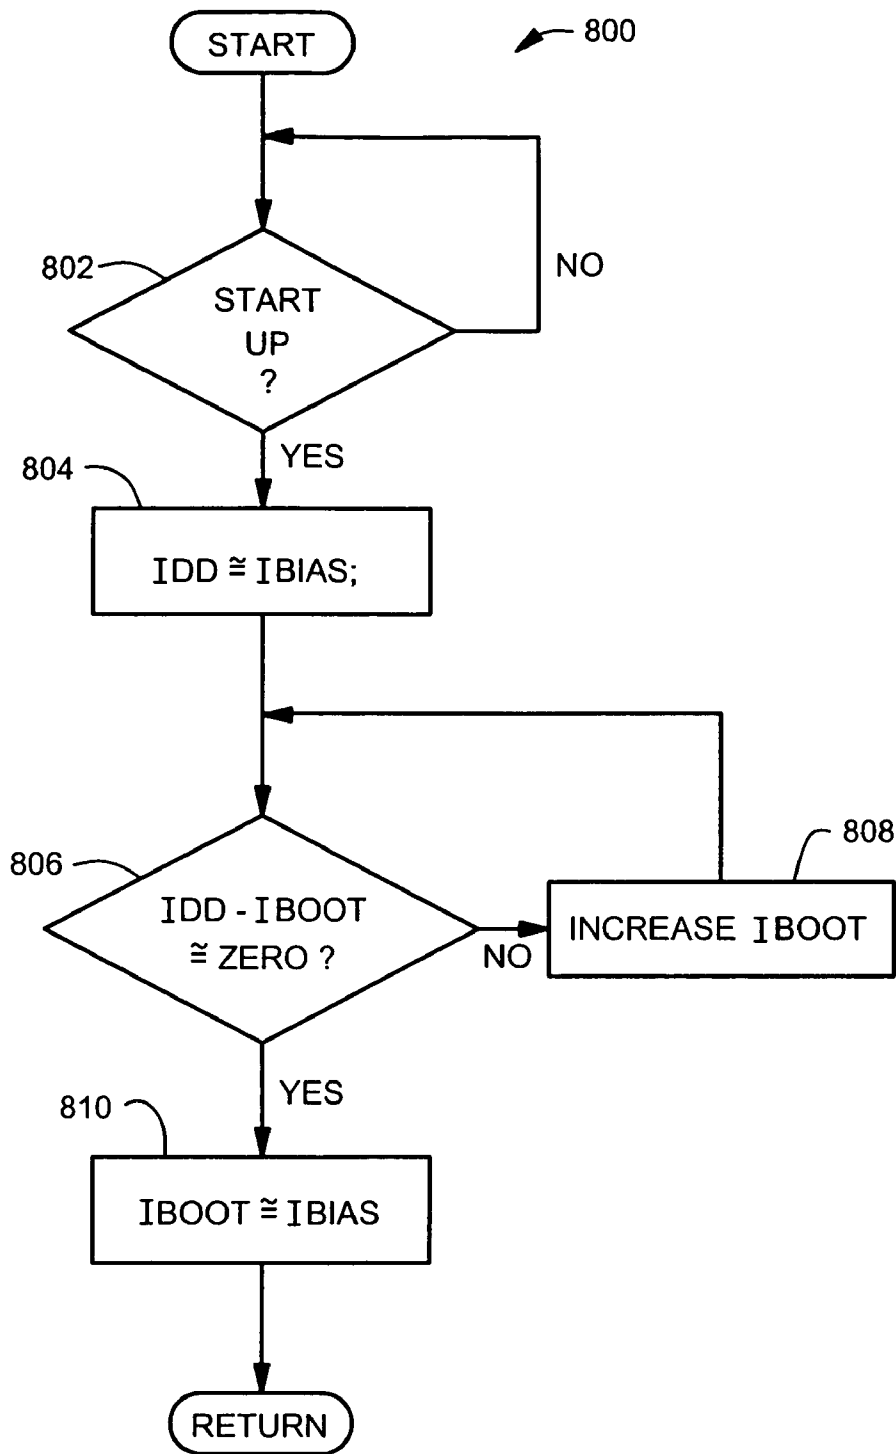 START
800
802
START
UP
?
NO
YES
804
IDD ≅ IBIAS;
806
IDD - IBOOT
≅ ZERO ?
NO
808
INCREASE IBOOT
YES
810
IBOOT ≅ IBIAS
RETURN